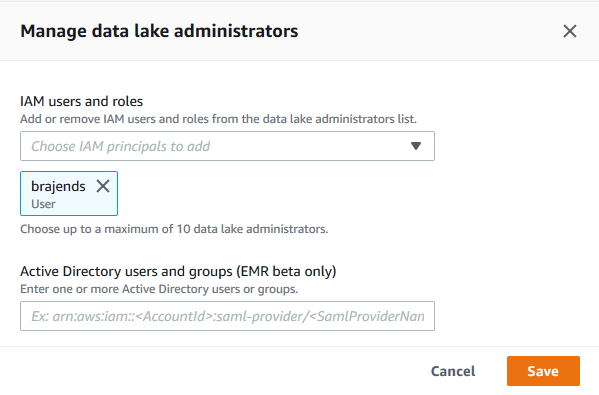 Manage data lake administrators
IAM users and roles
Add or remove IAM users and roles from the data lake administrators list.
Choose IAM principals to add
brajends
User
Choose up to a maximum of 10 data lake administrators.
Active Directory users and groups (EMR beta only)
Enter one or more Active Directory users or groups.
Ex: arn:aws:iam::<AccountId>:saml-provider/<SamlProviderNan
Cancel
Save